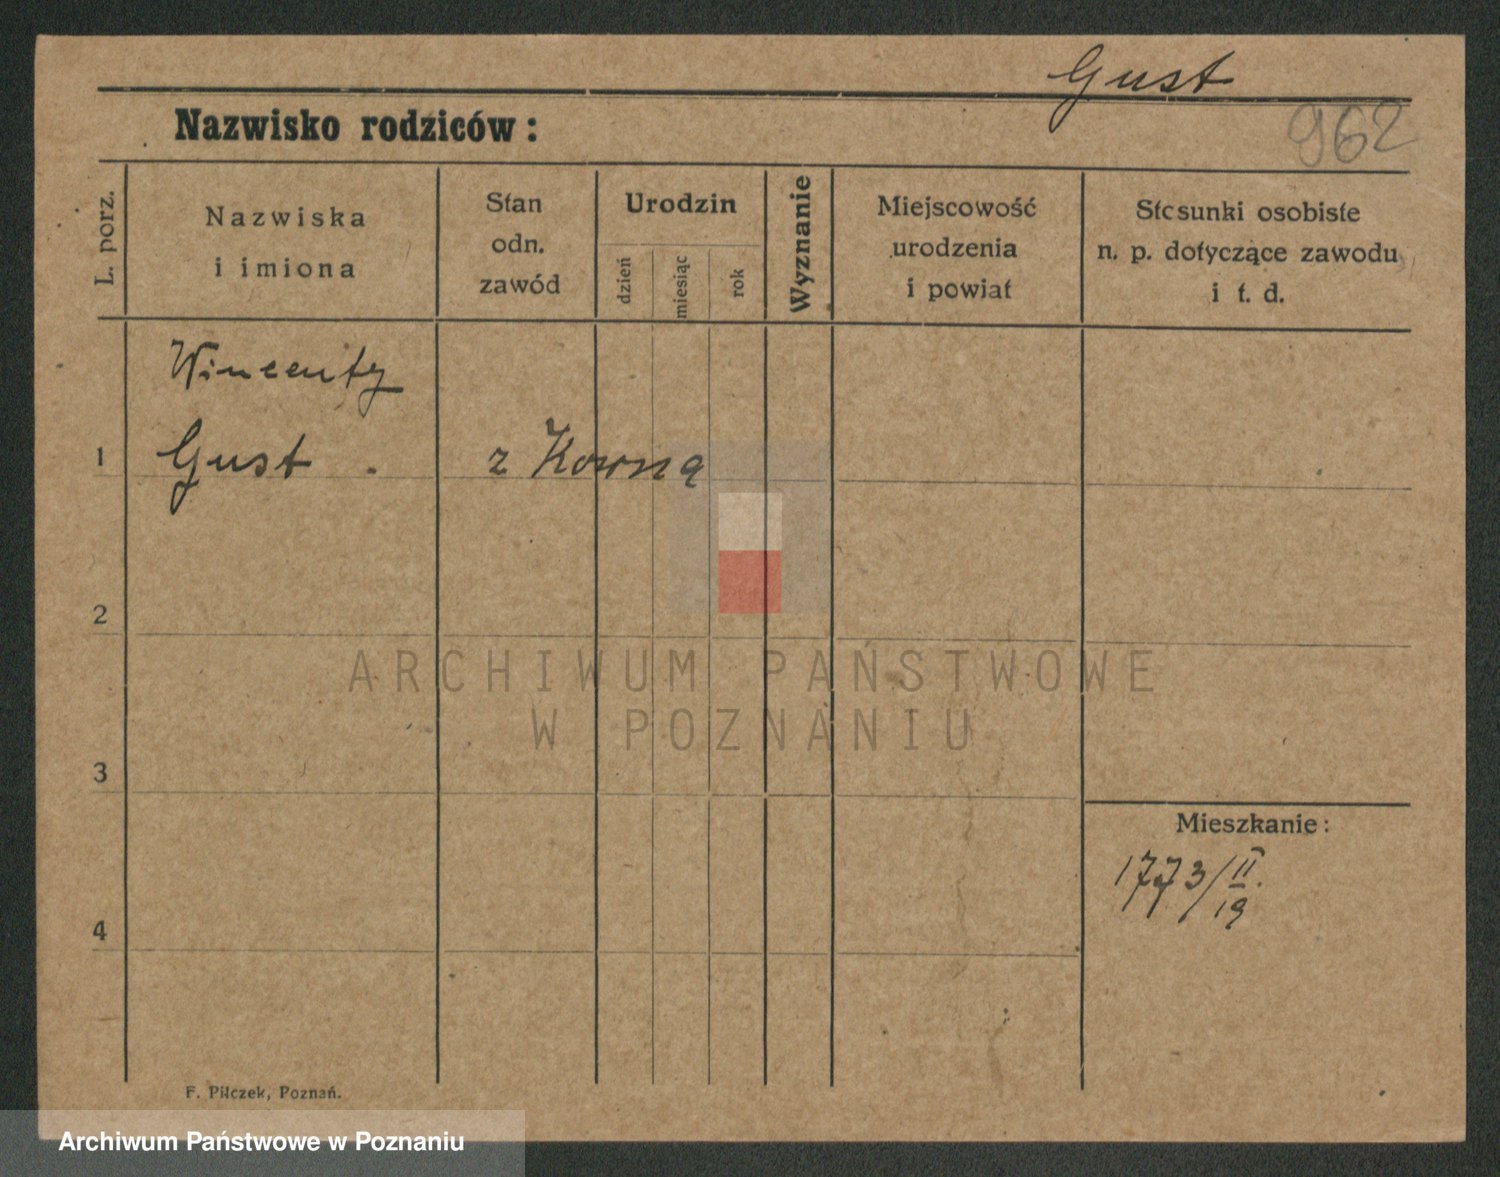 Gust
962
Nazwisko rodziców:
L. porz.
Nazwiska
i imiona
Stan
odn.
zawód
Urodzin
dzień
miesiąc
rok
Wyznanie
Miejscowość
urodzenia
i powiat
Stosunki osobiste
n. p. dotyczące zawodu
i t. d.
Wincenty
1 Gust z Kowna
2
ARCHIWUM PAŃSTWOWE
W POZNANIU
3
Mieszkanie:
1773/II
19
4
F. Pilczek, Poznań.
Archiwum Państwowe w Poznaniu